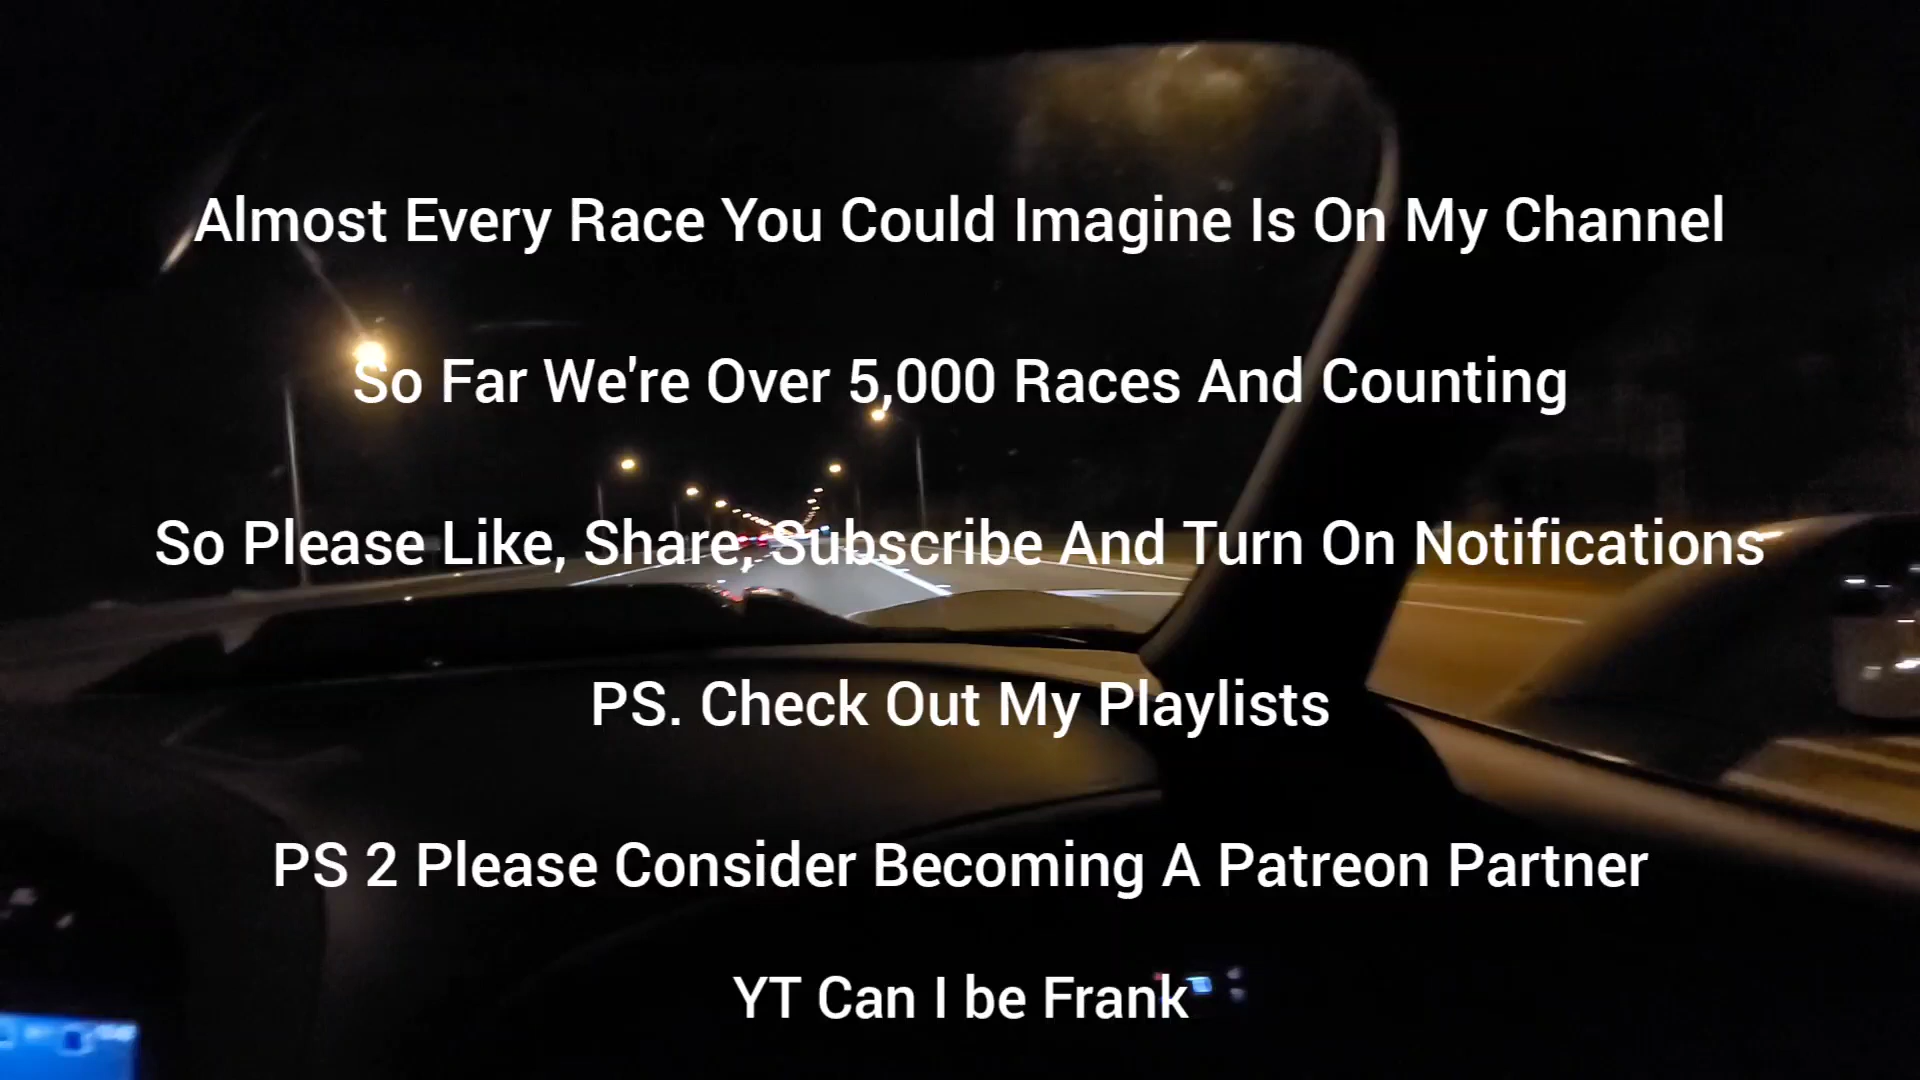 Almost Every Race You Could Imagine Is On My Channel
So Far We're Over 5,000 Races And Counting
So Please Like, Share, Subscribe And Turn On Notifications
PS. Check Out My Playlists
PS 2 Please Consider Becoming A Patreon Partner
YT Can I be Frank